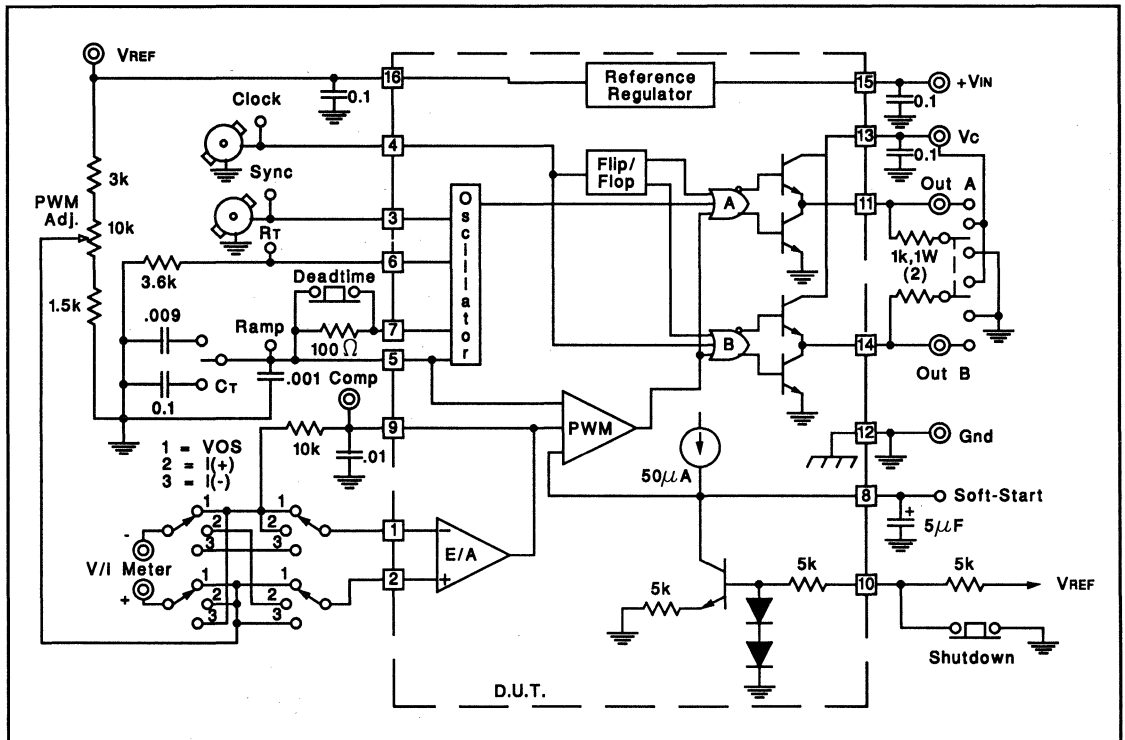 VREF
16
0.1
Reference
Regulator
15
+VIN
0.1
Clock
4
13
VC
0.1
Sync
Flip/
Flop
Out A
3k
PWM
Adj.
10k
3
RT
Oscillator
A
11
1k,1W
(2)
3.6k
6
Deadtime
1.5k
.009
Ramp
7
100Ω
B
14
Out B
5
CT
.001
Comp
0.1
10k
9
.01
PWM
12
Gnd
1 = VOS
2 = I(+)
3 = I(-)
50μA
8
Soft-Start
+
5μF
1
1
2
2
3
3
-
V/I Meter
+
1
-
E/A
2
+
1
1
2
2
3
3
5k
5k
10
5k
VREF
Shutdown
D.U.T.